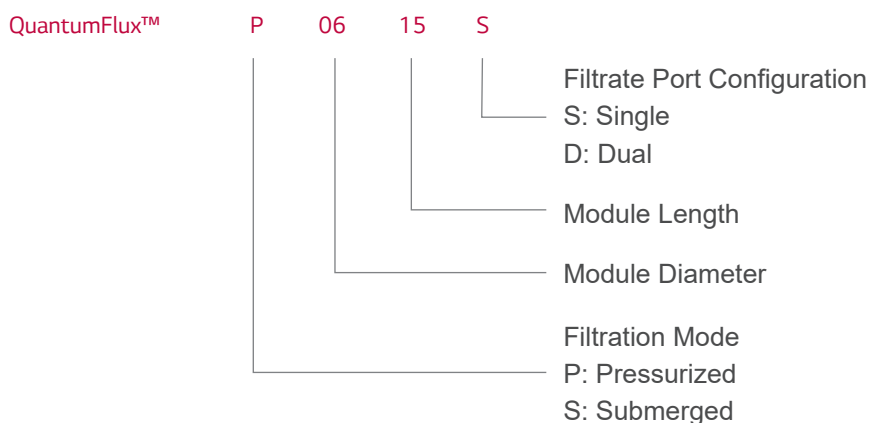 QuantumFlux™ P 06 15 S
Filtrate Port Configuration
S: Single
D: Dual
Module Length
Module Diameter
Filtration Mode
P: Pressurized
S: Submerged